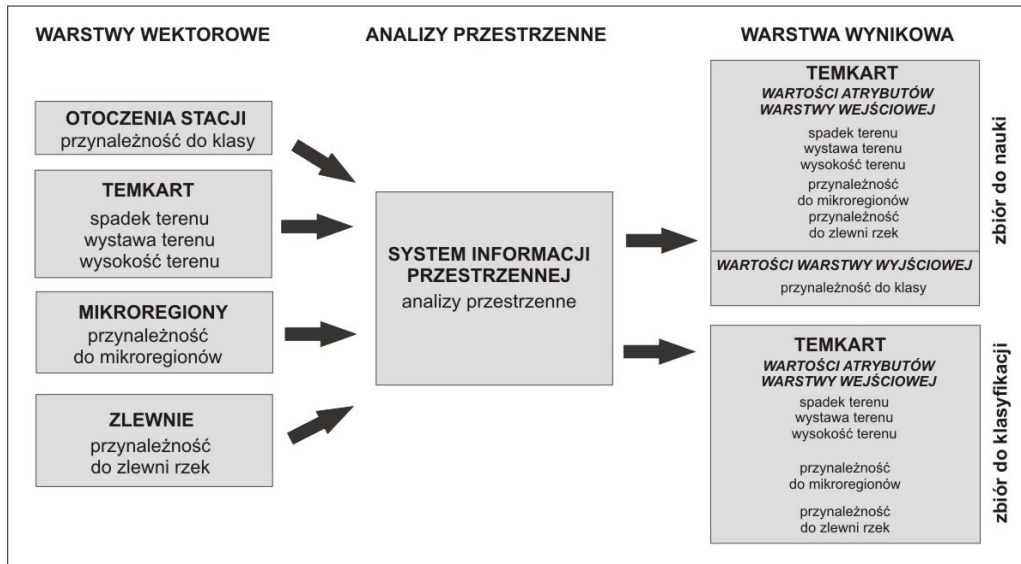 WARSTWY WEKTOROWE
OTOCZENIA STACJI
przynależność do klasy
TEMKART
spadek terenu
wystawa terenu
wysokość terenu
MIKROREGIONY
przynależność
do mikroregionów
ZLEWNIE
przynależność
do zlewni rzek
ANALIZY PRZESTRZENNE
SYSTEM INFORMACJI
PRZESTRZENNEJ
analizy przestrzenne
WARSTWA WYNIKOWA
TEMKART
WARTOŚCI ATRYBUTÓW
WARSTWY WEJŚCIOWEJ
spadek terenu
wystawa terenu
wysokość terenu
przynależność
do mikroregionów
przynależność
do zlewni rzek
WARTOŚCI WARSTWY WYJŚCIOWEJ
przynależność do klasy
zbiór do nauki
TEMKART
WARTOŚCI ATRYBUTÓW
WARSTWY WEJŚCIOWEJ
spadek terenu
wystawa terenu
wysokość terenu
przynależność
do mikroregionów
przynależność
do zlewni rzek
zbiór do klasyfikacji